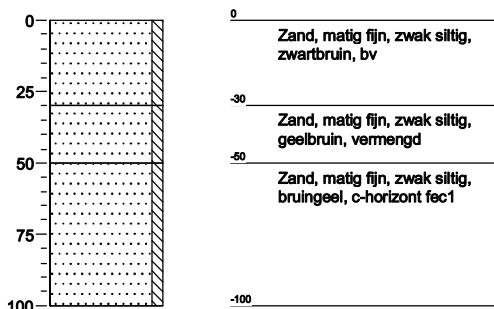 0
25
50
75
100
0
Zand, matig fijn, zwak siltig,
zwartbruin, bv
-30
Zand, matig fijn, zwak siltig,
geelbruin, vermengd
-50
Zand, matig fijn, zwak siltig,
bruingeel, c-horizont fec1
-100